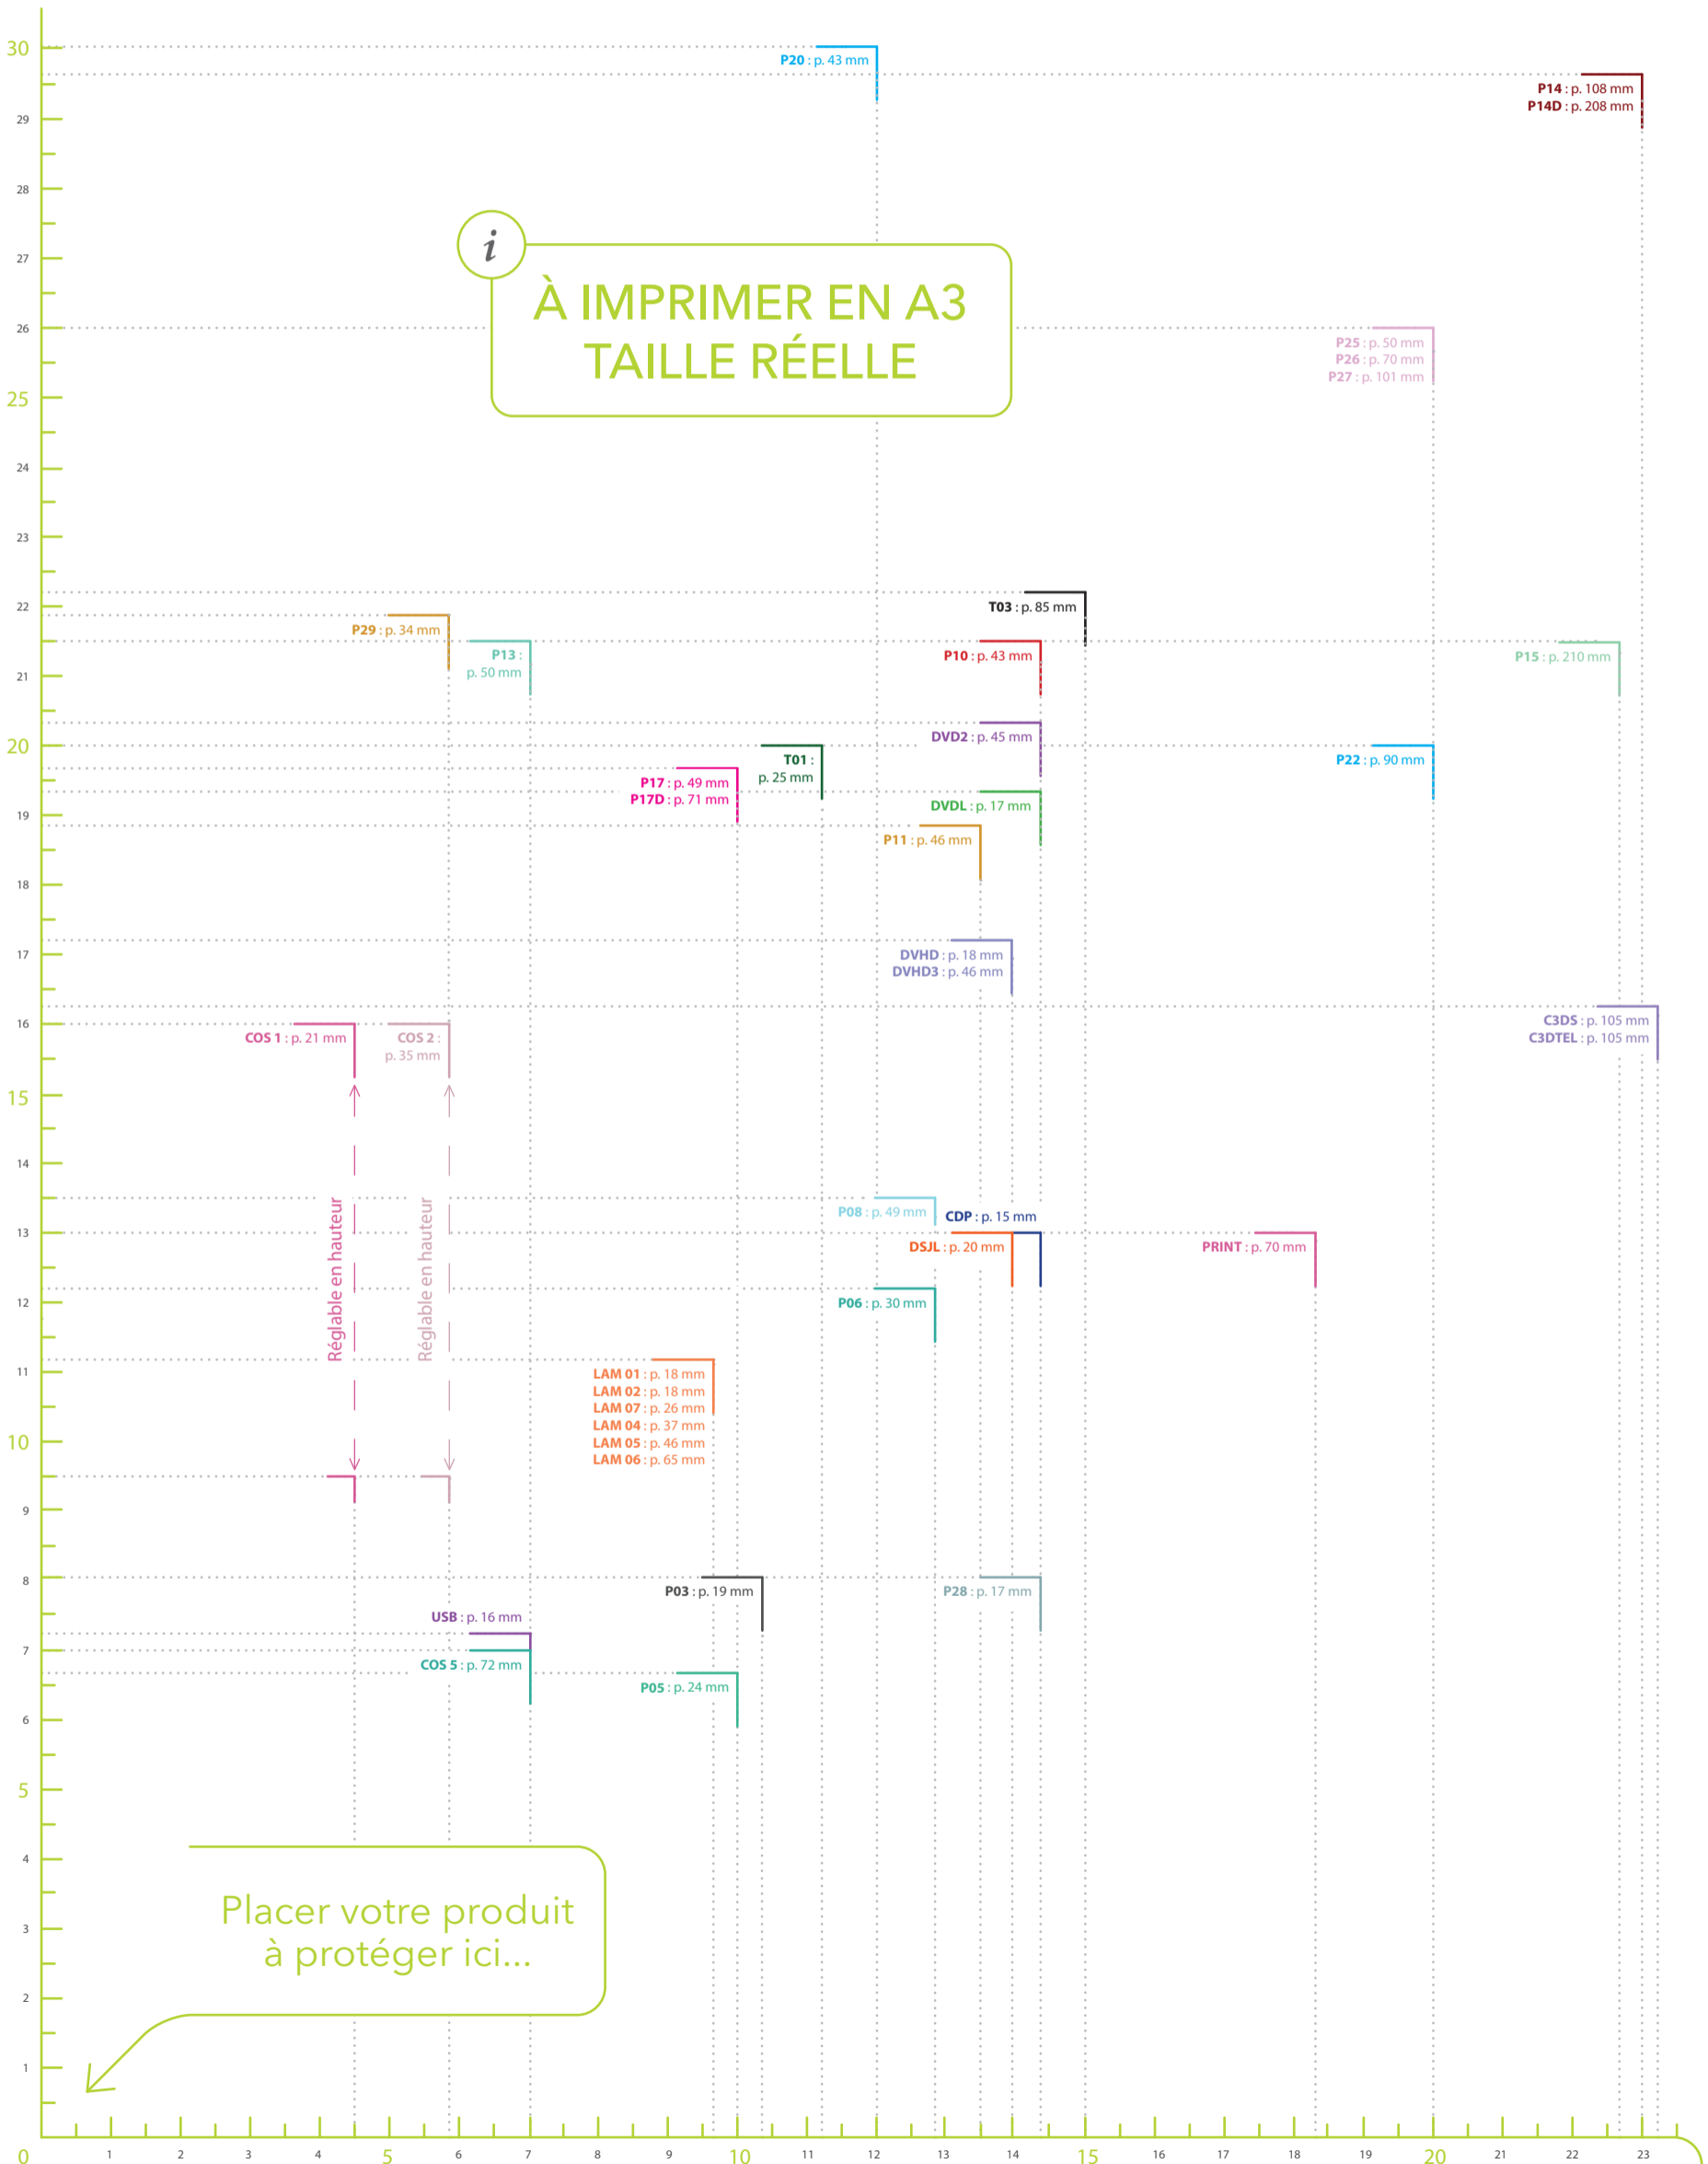 30
P20 : p. 43 mm
P14 : p. 108 mm
P14D : p. 208 mm
29
28
i
27
À IMPRIMER EN A3
TAILLE RÉELLE
26
P25 : p. 50 mm
P26 : p. 70 mm
P27 : p. 101 mm
25
24
23
22
T03 : p. 85 mm
P29 : p. 34 mm
P13 :
p. 50 mm
P10 : p. 43 mm
P15 : p. 210 mm
21
DVD2 : p. 45 mm
20
T01 :
p. 25 mm
P22 : p. 90 mm
P17 : p. 49 mm
P17D : p. 71 mm
DVDL : p. 17 mm
19
P11 : p. 46 mm
18
17
DVHD : p. 18 mm
DVHD3 : p. 46 mm
16
C3DS : p. 105 mm
C3DTEL : p. 105 mm
COS 1 : p. 21 mm
COS 2 :
p. 35 mm
15
14
Réglable en hauteur
Réglable en hauteur
P08 : p. 49 mm
CDP : p. 15 mm
13
DSJL : p. 20 mm
PRINT : p. 70 mm
12
P06 : p. 30 mm
11
LAM 01 : p. 18 mm
LAM 02 : p. 18 mm
LAM 07 : p. 26 mm
LAM 04 : p. 37 mm
LAM 05 : p. 46 mm
LAM 06 : p. 65 mm
10
9
8
P03 : p. 19 mm
P28 : p. 17 mm
USB : p. 16 mm
7
COS 5 : p. 72 mm
P05 : p. 24 mm
6
5
4
Placer votre produit
à protéger ici...
3
2
1
0 1 2 3 4 5 6 7 8 9 10 11 12 13 14 15 16 17 18 19 20 21 22 23